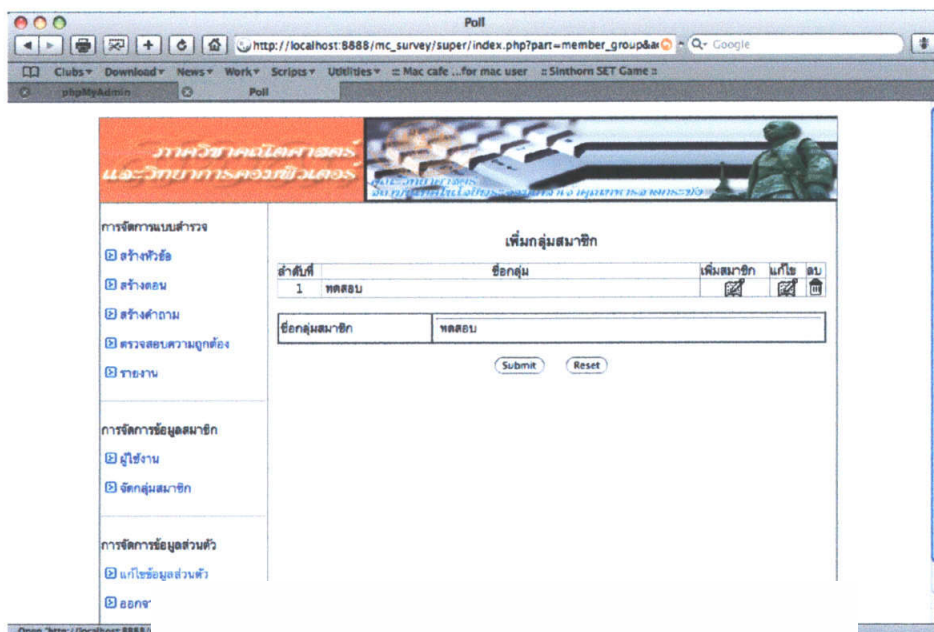 Poll
http://localhost:8888/mc_survey/super/index.php?part=member_group&a
Google
Clubs Download News Work Scripts Utilities :: Mac cafe ...for mac user :: Sinthorn SET Game ::
phpMyAdmin Poll
ภาควิชาคณิตศาสตร์
และวิทยาการคอมพิวเตอร์
การจัดการแบบสำรวจ
สร้างหัวข้อ
สร้างตอน
สร้างคำถาม
ตรวจสอบความถูกต้อง
รายงาน
การจัดการข้อมูลสมาชิก
ผู้ใช้งาน
จัดกลุ่มสมาชิก
การจัดการข้อมูลส่วนตัว
แก้ไขข้อมูลส่วนตัว
เพิ่มกลุ่มสมาชิก
ลำดับที่ ชื่อกลุ่ม เพิ่มสมาชิก แก้ไข ลบ
1 ทดสอบ
ชื่อกลุ่มสมาชิก ทดสอบ
Submit Reset